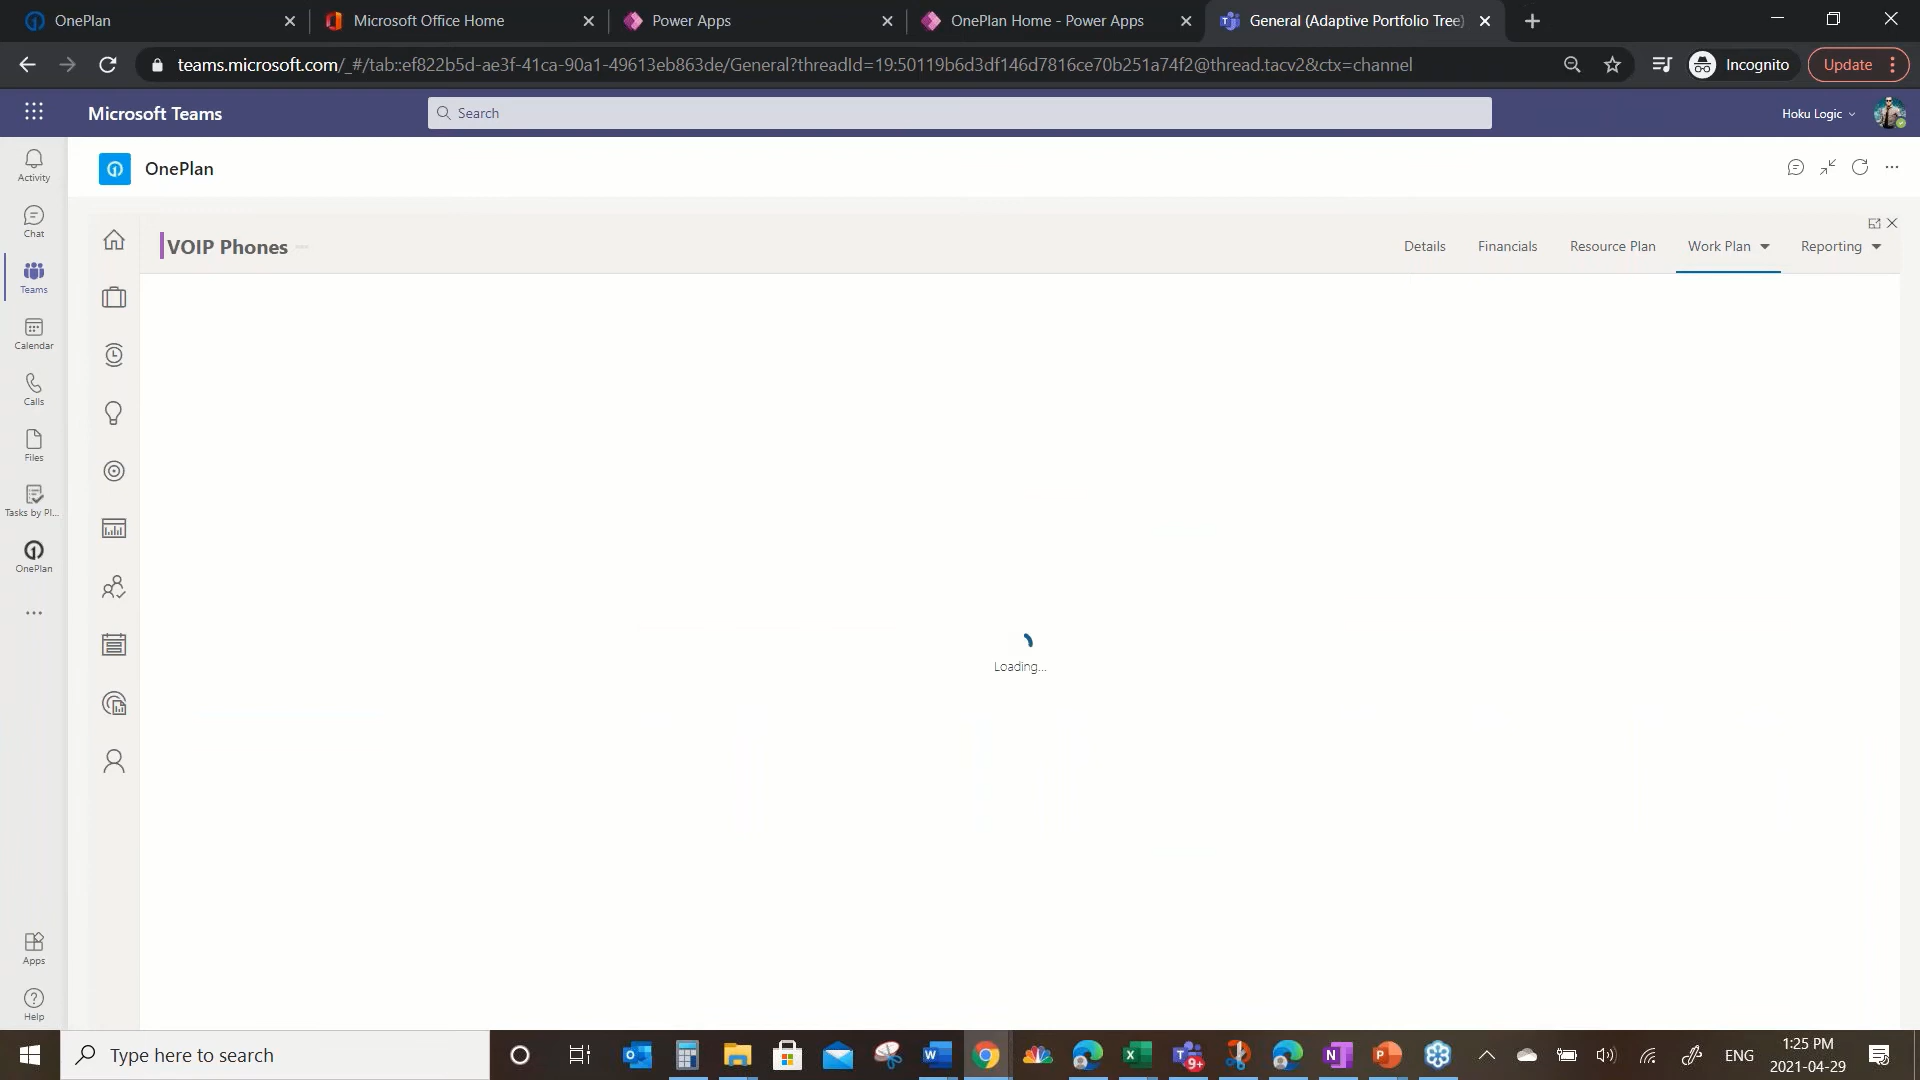 OnePlan
Microsoft Office Home
Power Apps
OnePlan Home - Power Apps
General (Adaptive Portfolio Tree)
teams.microsoft.com/_#/tab::ef822b5d-ae3f-41ca-90a1-49613eb863de/General?threadId=19:50119b6d3df146d7816ce70b251a74f2@thread.tacv2&ctx=channel
Incognito
Update
Microsoft Teams
Search
Hoku Logic
Activity
Chat
Teams
Calendar
Calls
Files
Tasks by Pl...
OnePlan
Apps
Help
OnePlan
VOIP Phones
Details
Financials
Resource Plan
Work Plan
Reporting
Loading...
Type here to search
9+
ENG
1:25 PM
2021-04-29